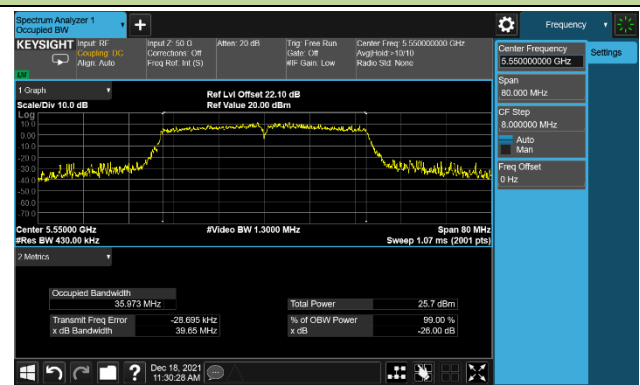 Spectrum Analyzer 1
Occupied BW
+
Frequency
KEYSIGHT
Input: RF
Coupling: DC
Align: Auto
Input Z: 50 Ω
Corrections: Off
Freq Ref: Int (S)
Atten: 20 dB
Trig: Free Run
Gate: Off
#IF Gain: Low
Center Freq: 5.550000000 GHz
Avg|Hold:>10/10
Radio Std: None
Center Frequency
5.550000000 GHz
Settings
Span
80.000 MHz
CF Step
8.000000 MHz
Auto
Man
Freq Offset
0 Hz
1 Graph
Scale/Div 10.0 dB
Ref Lvl Offset 22.10 dB
Ref Value 20.00 dBm
Log
10.0
0.00
-10.0
-20.0
-30.0
-40.0
-50.0
-60.0
-70.0
Center 5.55000 GHz
#Res BW 430.00 kHz
#Video BW 1.3000 MHz
Span 80 MHz
Sweep 1.07 ms (2001 pts)
2 Metrics
Occupied Bandwidth
35.973 MHz
Total Power 25.7 dBm
Transmit Freq Error -28.695 kHz
% of OBW Power 99.00 %
x dB Bandwidth 39.65 MHz
x dB -26.00 dB
?
Dec 18, 2021
11:30:28 AM